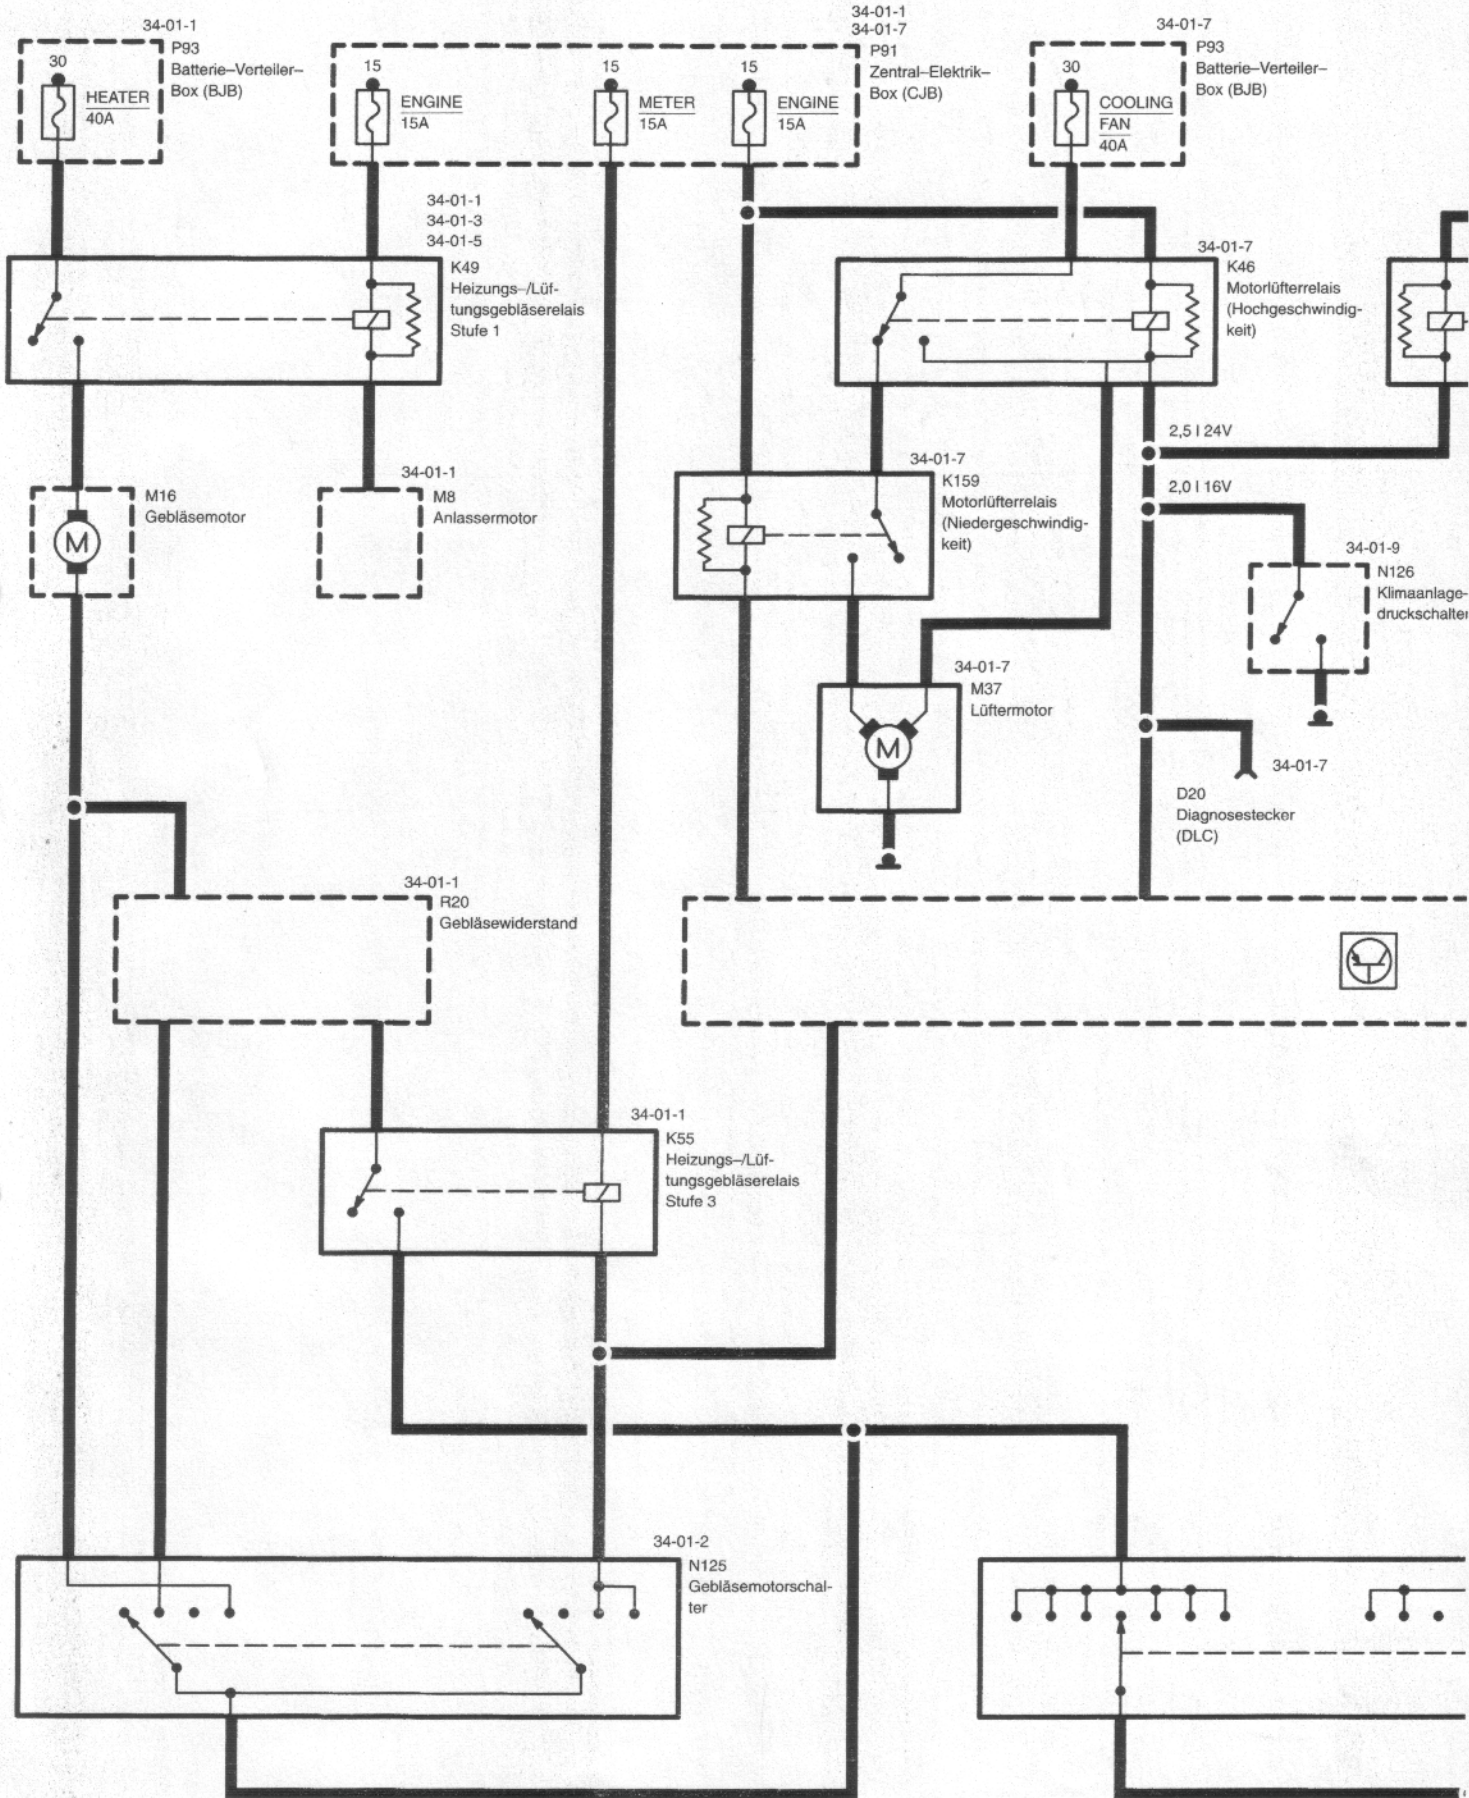 34-01-1
P93
Batterie–Verteiler–
Box (BJB)
30
HEATER
40A
34-01-1
34-01-7
P91
Zentral–Elektrik–
Box (CJB)
15
ENGINE
15A
15
METER
15A
15
ENGINE
15A
34-01-7
P93
Batterie–Verteiler–
Box (BJB)
30
COOLING
FAN
40A
34-01-1
34-01-3
34-01-5
K49
Heizungs–/Lüf-
tungsgebläserelais
Stufe 1
34-01-7
K46
Motorlüfterrelais
(Hochgeschwindig-
keit)
2,5 l 24V
2,0 l 16V
M16
Gebläsemotor
M
34-01-1
M8
Anlassermotor
34-01-7
K159
Motorlüfterrelais
(Niedergeschwindig-
keit)
34-01-9
N126
Klimaanlage-
druckschalter
34-01-7
M37
Lüftermotor
M
34-01-7
D20
Diagnosestecker
(DLC)
34-01-1
R20
Gebläsewiderstand
34-01-1
K55
Heizungs–/Lüf-
tungsgebläserelais
Stufe 3
34-01-2
N125
Gebläsemotorschal-
ter